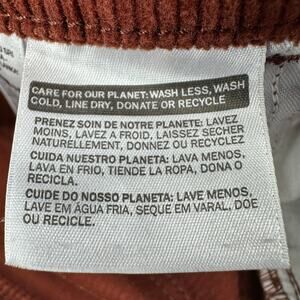 CARE FOR OUR PLANET: WASH LESS, WASH
COLD, LINE DRY, DONATE OR RECYCLE
PRENEZ SOIN DE NOTRE PLANETE: LAVEZ
MOINS, LAVEZ A FROID, LAISSEZ SECHER
NATURELLEMENT, DONNEZ OU RECYCLEZ
CUIDA NUESTRO PLANETA: LAVA MENOS,
LAVA EN FRIO, TIENDE LA ROPA, DONA O
RECICLA.
CUIDE DO NOSSO PLANETA: LAVE MENOS,
LAVE EM ÁGUA FRIA, SEQUE EM VARAL, DOE
OU RECICLE.